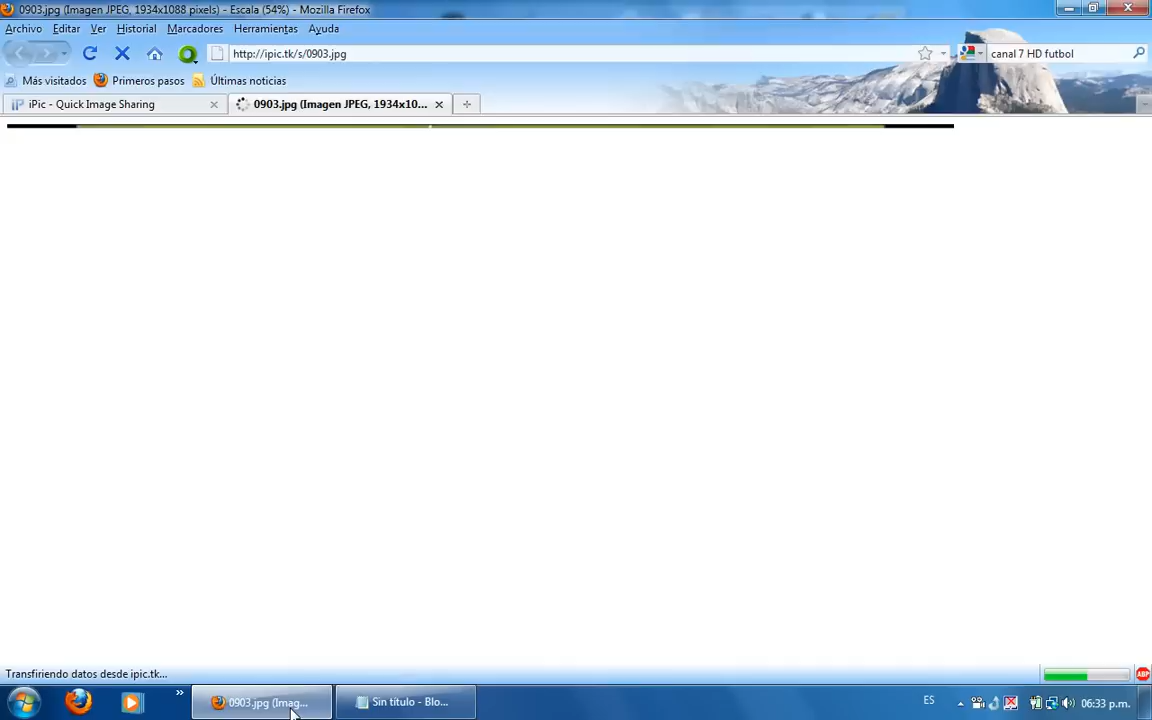 0903.jpg (Imagen JPEG, 1934x1088 pixels) - Escala (54%) - Mozilla Firefox
Archivo Editar Ver Historial Marcadores Herramientas Ayuda
http://ipic.tk/s/0903.jpg canal 7 HD futbol
Más visitados Primeros pasos Últimas noticias
iPic - Quick Image Sharing 0903.jpg (Imagen JPEG, 1934x10...
Transfiriendo datos desde ipic.tk... ABP
0903.jpg (Imag... Sin título - Blo... ES 06:33 p.m.